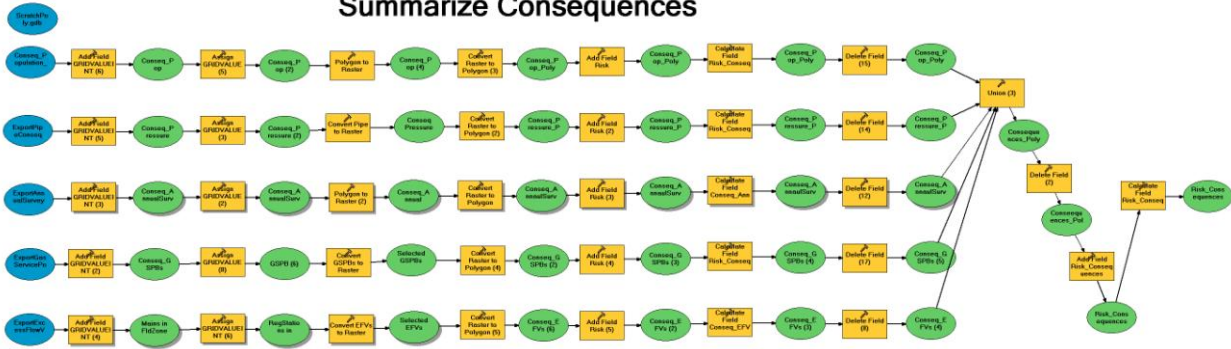 Summarize Consequences
ScratchPo
ly.gdb
Conseq_P
opulation_
Add Field
GRIDVALUEI
NT (6)
Conseq_P
op
Assign
GRIDVALUE
(5)
Conseq_P
op (2)
Polygon to
Raster
Conseq_P
op (4)
Convert
Raster to
Polygon (3)
Conseq_P
op_Poly
Add Field
Risk
Conseq_P
op_Poly
Calculate
Field
Risk_Conseq
Conseq_P
op_Poly
Delete Field
(15)
Conseq_P
op_Poly
Union (3)
ExportPip
eConseq
Add Field
GRIDVALUEI
NT (5)
Conseq_P
ressure
Assign
GRIDVALUE
(3)
Conseq_P
ressure (2)
Convert Pipe
to Raster
Conseq
Pressure
Convert
Raster to
Polygon (2)
Conseq_P
ressure_P
Add Field
Risk (2)
Conseq_P
ressure_P
Calculate
Field
Risk_Conseq
Conseq_P
ressure_P
Delete Field
(14)
Conseq_P
ressure_P
Conseque
nces_Poly
ExportAnn
ualSurvey
Add Field
GRIDVALUEI
NT (3)
Conseq_A
nnualSurv
Assign
GRIDVALUE
(2)
Conseq_A
nnualSurv
Polygon to
Raster (2)
Conseq_A
nnual
Convert
Raster to
Polygon
Conseq_A
nnualSurv
Add Field
Risk (3)
Conseq_A
nnualSurv
Calculate
Field
Conseq_Ann
Conseq_A
nnualSurv
Delete Field
(12)
Conseq_A
nnualSurv
Delete Field
(2)
Conseque
nces_Pol
Calculate
Field
Risk_Conseq
Risk_Cons
equences
ExportGas
ServicePo
Add Field
GRIDVALUEI
NT (2)
Conseq_G
SPBs
Assign
GRIDVALUE
(8)
GSPB (6)
Convert
GSPBs to
Raster
Selected
GSPBs
Convert
Raster to
Polygon (4)
Conseq_G
SPBs (2)
Add Field
Risk (4)
Conseq_G
SPBs (3)
Calculate
Field
Risk_Conseq
Conseq_G
SPBs (4)
Delete Field
(17)
Conseq_G
SPBs (5)
Add Field
Risk_Conseq
uences
Risk_Cons
equences
ExportExc
essFlowV
Add Field
GRIDVALUEI
NT (4)
Mains in
FldZone
Assign
GRIDVALUE
(6)
RegStatio
ns in
Convert EFVs
to Raster
Selected
EFVs
Convert
Raster to
Polygon (5)
Conseq_E
FVs (6)
Add Field
Risk (5)
Conseq_E
FVs (2)
Calculate
Field
Conseq_EFV
Conseq_E
FVs (3)
Delete Field
(8)
Conseq_E
FVs (4)